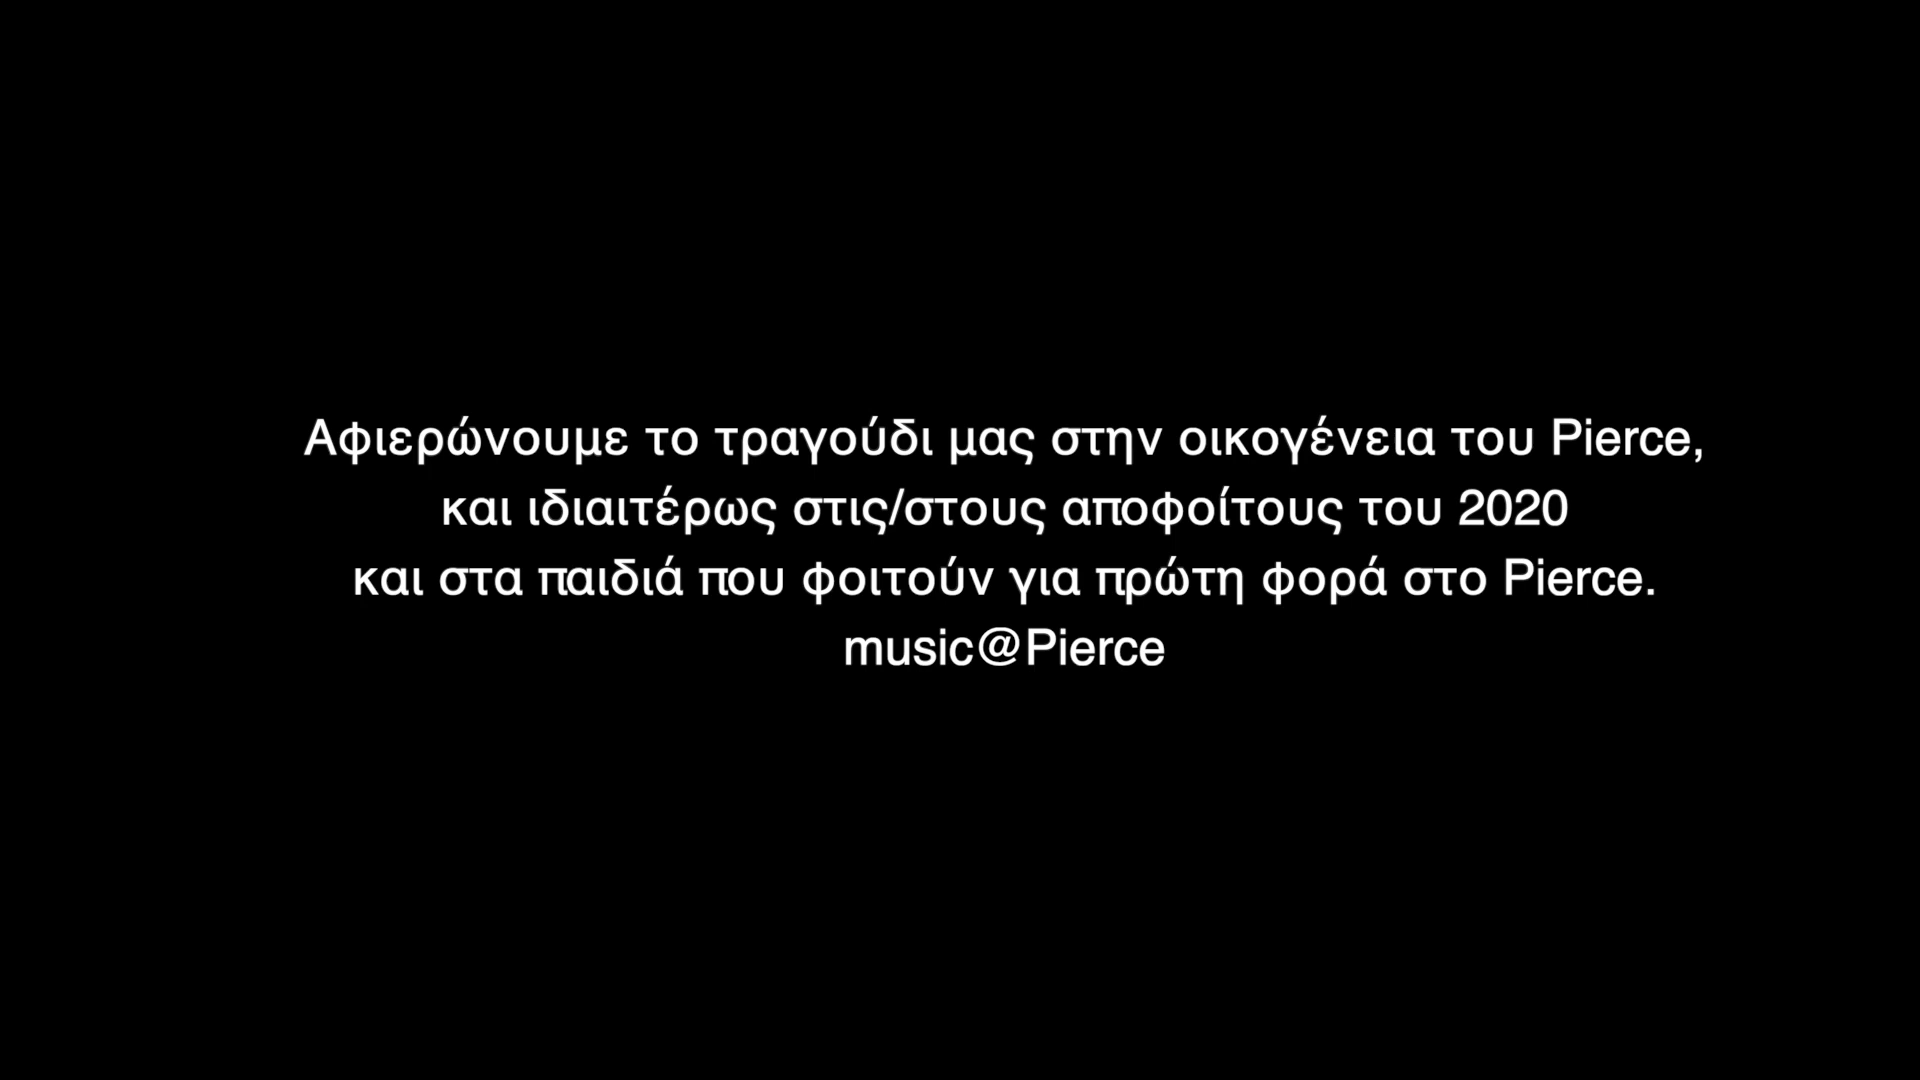 Αφιερώνουμε το τραγούδι μας στην οικογένεια του Pierce,
και ιδιαιτέρως στις/στους αποφοίτους του 2020
και στα παιδιά που φοιτούν για πρώτη φορά στο Pierce.
music@Pierce